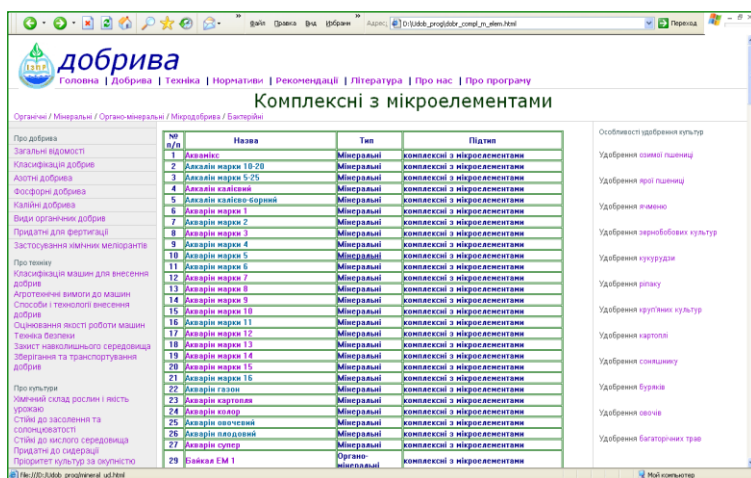 Файл Правка Вид Избранн Адрес: D:\Udob_prog\dobr_compl_m_elem.html Переход
добрива
Головна | Добрива | Техніка | Нормативи | Рекомендації | Література | Про нас | Про програму
Комплексні з мікроелементами
Органічні / Мінеральні / Органо-мінеральні / Мікродобрива / Бактерійні
Про добрива
Загальні відомості
Класифікація добрив
Азотні добрива
Фосфорні добрива
Калійні добрива
Види органічних добрив
Придатні для фертигації
Застосування хімічних меліорантів
Про техніку
Класифікація машин для внесення
добрив
Агротехнічні вимоги до машин
Способи і технології внесення
добрив
Оцінювання якості роботи машин
Техніка безпеки
Захист навколишнього середовища
Зберігання та транспортування
добрив
Про культури
Хімічний склад рослин і якість
урожаю
Стійкі до засолення та
солонцюватості
Стійкі до кислого середовища
Придатні до сидерації
Пріоритет культур за окупністю
№ п/п Назва Тип Підтип
1 Аквамікс Мінеральні комплексні з мікроелементами
2 Алкалін марки 10-20 Мінеральні комплексні з мікроелементами
3 Алкалін марки 5-25 Мінеральні комплексні з мікроелементами
4 Алкалін калієвий Мінеральні комплексні з мікроелементами
5 Алкалін калієво-борний Мінеральні комплексні з мікроелементами
6 Акварін марки 1 Мінеральні комплексні з мікроелементами
7 Акварін марки 2 Мінеральні комплексні з мікроелементами
8 Акварін марки 3 Мінеральні комплексні з мікроелементами
9 Акварін марки 4 Мінеральні комплексні з мікроелементами
10 Акварін марки 5 Мінеральні комплексні з мікроелементами
11 Акварін марки 6 Мінеральні комплексні з мікроелементами
12 Акварін марки 7 Мінеральні комплексні з мікроелементами
13 Акварін марки 8 Мінеральні комплексні з мікроелементами
14 Акварін марки 9 Мінеральні комплексні з мікроелементами
15 Акварін марки 10 Мінеральні комплексні з мікроелементами
16 Акварін марки 11 Мінеральні комплексні з мікроелементами
17 Акварін марки 12 Мінеральні комплексні з мікроелементами
18 Акварін марки 13 Мінеральні комплексні з мікроелементами
19 Акварін марки 14 Мінеральні комплексні з мікроелементами
20 Акварін марки 15 Мінеральні комплексні з мікроелементами
21 Акварін марки 16 Мінеральні комплексні з мікроелементами
22 Акварін газон Мінеральні комплексні з мікроелементами
23 Акварін картопля Мінеральні комплексні з мікроелементами
24 Акварін колор Мінеральні комплексні з мікроелементами
25 Акварін овочевий Мінеральні комплексні з мікроелементами
26 Акварін плодовий Мінеральні комплексні з мікроелементами
27 Акварін супер Мінеральні комплексні з мікроелементами
29 Байкал ЕМ 1 Органо-мінеральні комплексні з мікроелементами
Особливості удобрення культур
Удобрення озимої пшениці
Удобрення ярої пшениці
Удобрення ячменю
Удобрення зернобобових культур
Удобрення кукурудзи
Удобрення ріпаку
Удобрення круп'яних культур
Удобрення картоплі
Удобрення соняшнику
Удобрення буряків
Удобрення овочів
Удобрення багаторічних трав
file:///D:/Udob_prog/mineral_ud.html Мой компьютер